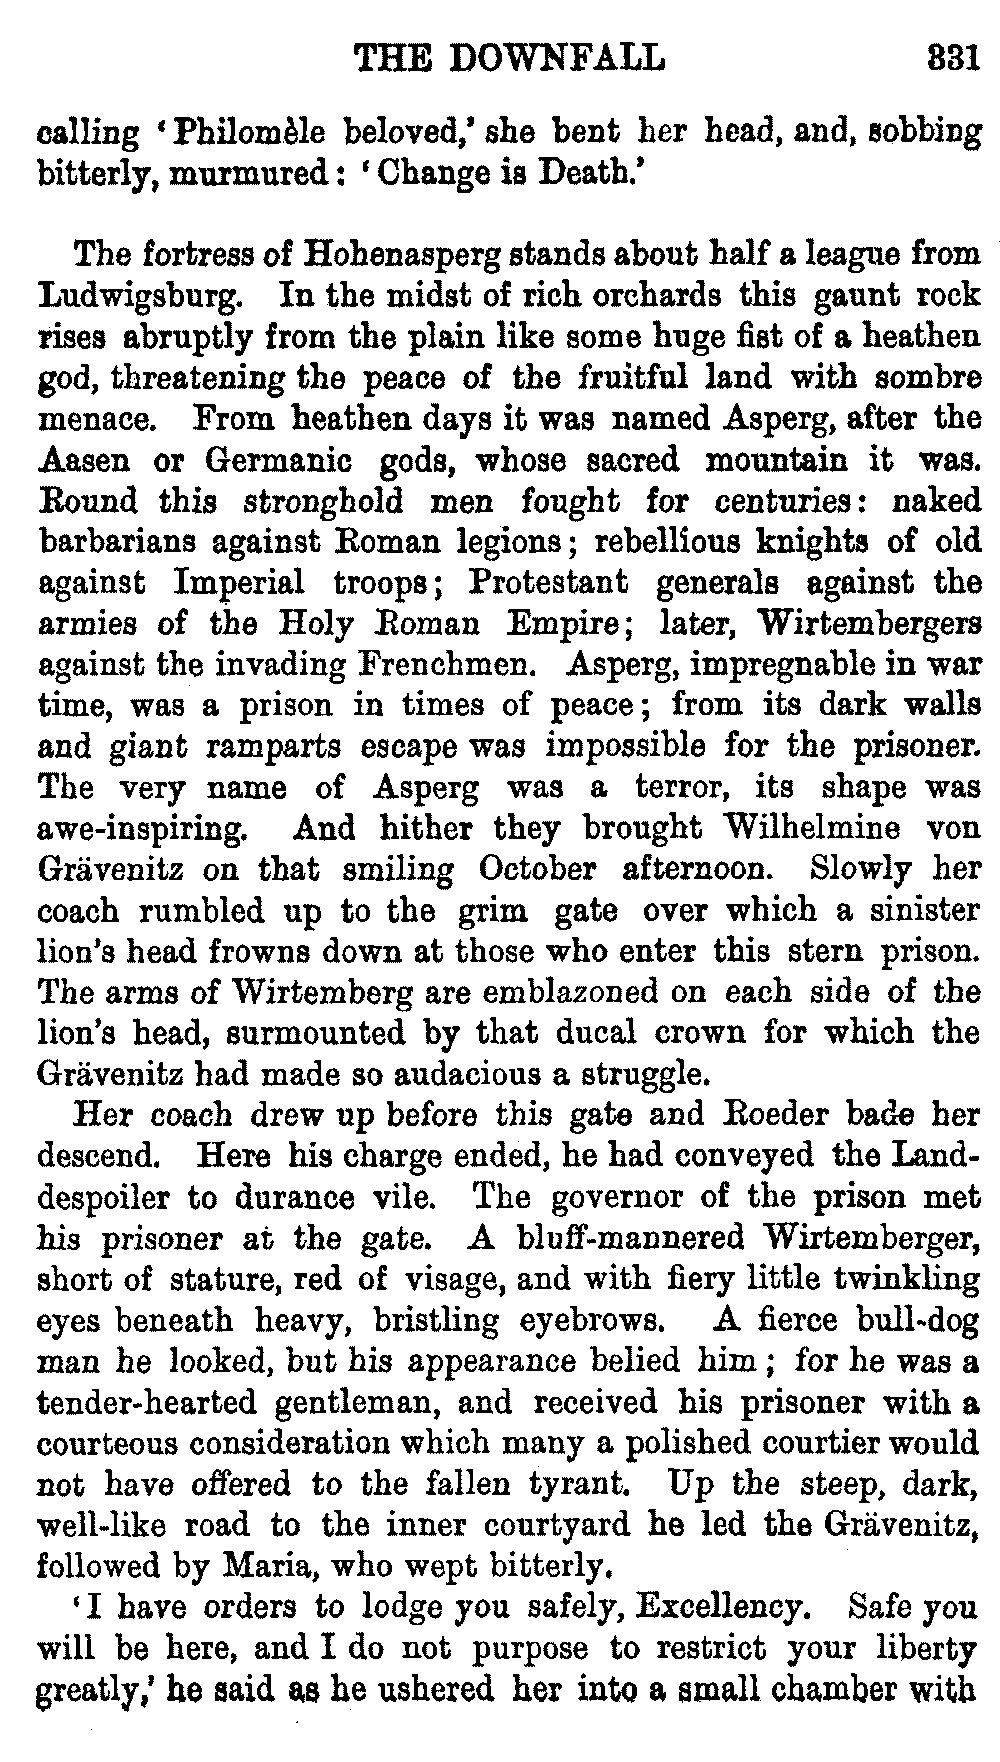 THE DOWNFALL 331
calling ‘Philomèle beloved,’ she bent her head, and, sobbing
bitterly, murmured: ‘Change is Death.’
The fortress of Hohenasperg stands about half a league from
Ludwigsburg. In the midst of rich orchards this gaunt rock
rises abruptly from the plain like some huge fist of a heathen
god, threatening the peace of the fruitful land with sombre
menace. From heathen days it was named Asperg, after the
Aasen or Germanic gods, whose sacred mountain it was.
Round this stronghold men fought for centuries: naked
barbarians against Roman legions; rebellious knights of old
against Imperial troops; Protestant generals against the
armies of the Holy Roman Empire; later, Wirtembergers
against the invading Frenchmen. Asperg, impregnable in war
time, was a prison in times of peace; from its dark walls
and giant ramparts escape was impossible for the prisoner.
The very name of Asperg was a terror, its shape was
awe-inspiring. And hither they brought Wilhelmine von
Grävenitz on that smiling October afternoon. Slowly her
coach rumbled up to the grim gate over which a sinister
lion's head frowns down at those who enter this stern prison.
The arms of Wirtemberg are emblazoned on each side of the
lion's head, surmounted by that ducal crown for which the
Grävenitz had made so audacious a struggle.
Her coach drew up before this gate and Roeder bade her
descend. Here his charge ended, he had conveyed the Land-
despoiler to durance vile. The governor of the prison met
his prisoner at the gate. A bluff-mannered Wirtemberger,
short of stature, red of visage, and with fiery little twinkling
eyes beneath heavy, bristling eyebrows. A fierce bull-dog
man he looked, but his appearance belied him; for he was a
tender-hearted gentleman, and received his prisoner with a
courteous consideration which many a polished courtier would
not have offered to the fallen tyrant. Up the steep, dark,
well-like road to the inner courtyard he led the Grävenitz,
followed by Maria, who wept bitterly.
‘I have orders to lodge you safely, Excellency. Safe you
will be here, and I do not purpose to restrict your liberty
greatly,’ he said as he ushered her into a small chamber with